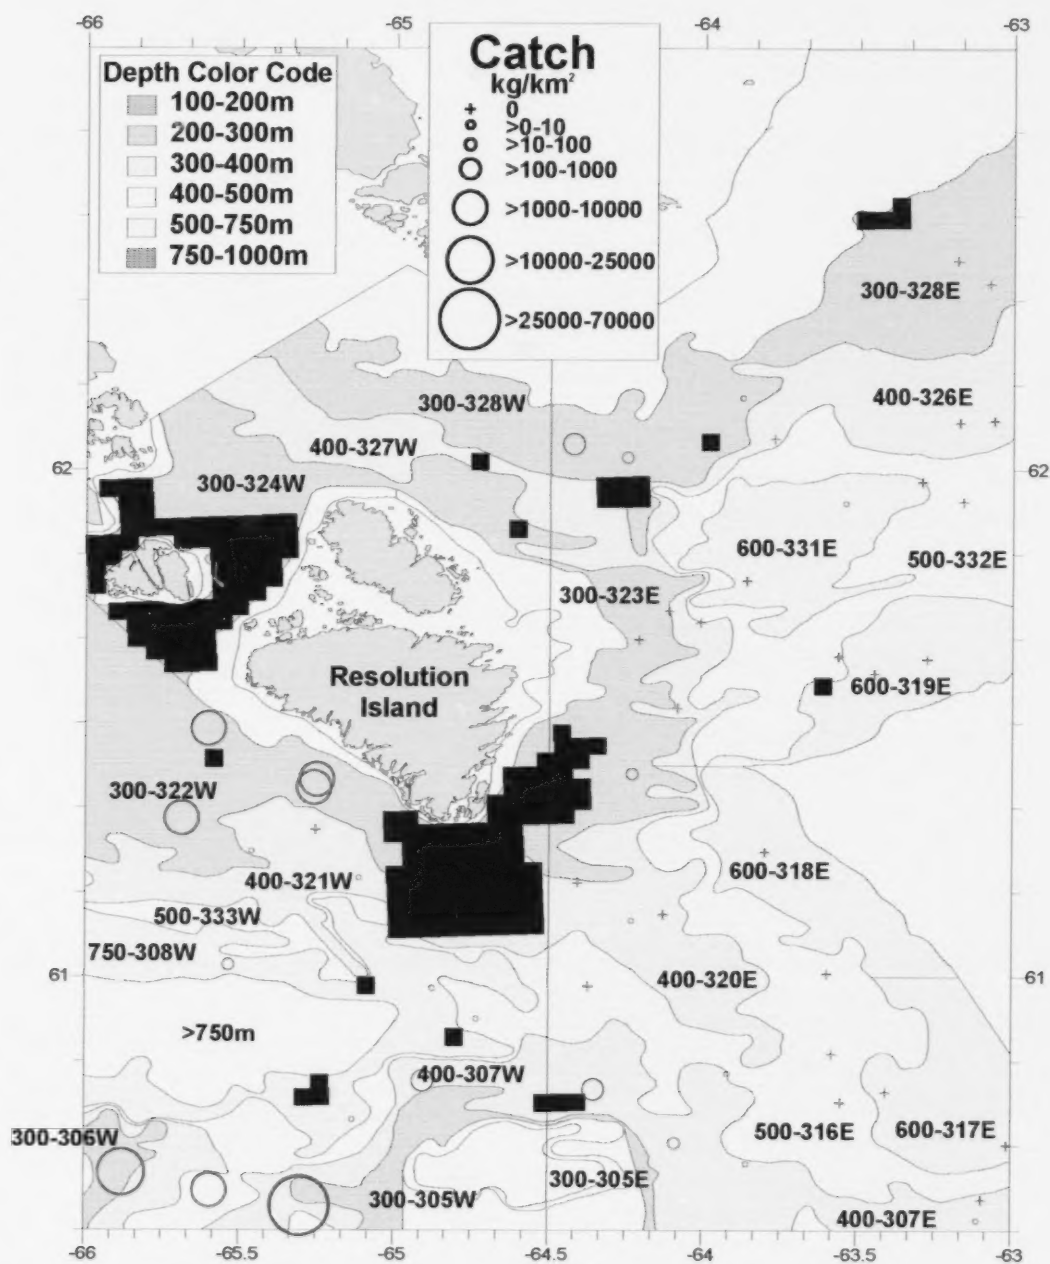 -66 -65 -64 -63
Depth Color Code
100-200m
200-300m
300-400m
400-500m
500-750m
750-1000m
Catch
kg/km²
0
>0-10
>10-100
>100-1000
>1000-10000
>10000-25000
>25000-70000
300-328E
400-326E
300-328W
400-327W
62 62
300-324W
600-331E
500-332E
300-323E
Resolution
Island
600-319E
300-322W
600-318E
400-321W
500-333W
750-308W
61 61
400-320E
>750m
400-307W
300-306W
500-316E
600-317E
300-305E
300-305W
400-307E
-66 -65.5 -65 -64.5 -64 -63.5 -63